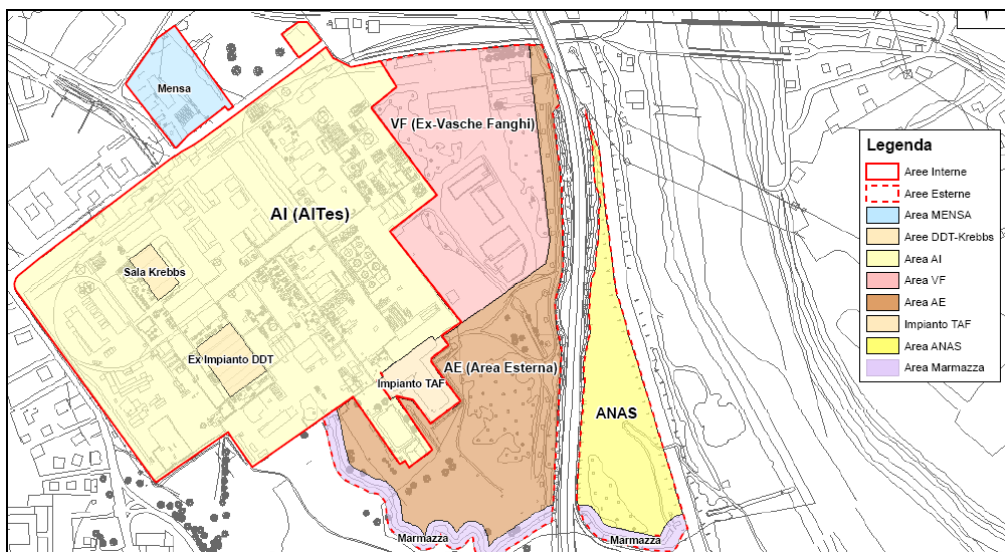 Mensa
VF (Ex-Vasche Fanghi)
AI (AITes)
Sala Krebbs
Ex Impianto DDT
Impianto TAF
AE (Area Esterna)
ANAS
Marmazza
Marmazza
Legenda
Aree Interne
Aree Esterne
Area MENSA
Aree DDT-Krebbs
Area AI
Area VF
Area AE
Impianto TAF
Area ANAS
Area Marmazza